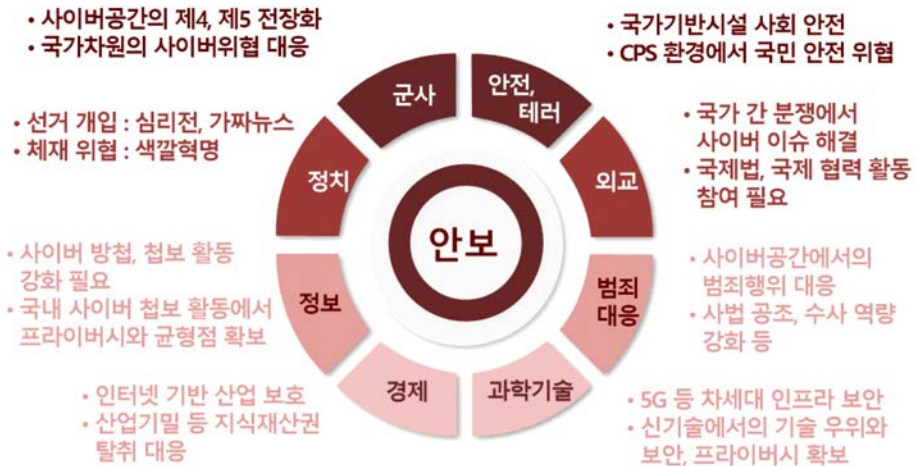 • 사이버공간의 제4, 제5 전장화
• 국가차원의 사이버위협 대응
• 국가기반시설 사회 안전
• CPS 환경에서 국민 안전 위협
군사
안전,
테러
• 선거 개입 : 심리전, 가짜뉴스
• 체재 위협 : 색깔혁명
정치
외교
• 국가 간 분쟁에서
사이버 이슈 해결
• 국제법, 국제 협력 활동
참여 필요
안보
• 사이버 방첩, 첩보 활동
강화 필요
• 국내 사이버 첩보 활동에서
프라이버시와 균형점 확보
정보
범죄
대응
• 사이버공간에서의
범죄행위 대응
• 사법 공조, 수사 역량
강화 등
경제
과학기술
• 인터넷 기반 산업 보호
• 산업기밀 등 지식재산권
탈취 대응
• 5G 등 차세대 인프라 보안
• 신기술에서의 기술 우위와
보안, 프라이버시 확보